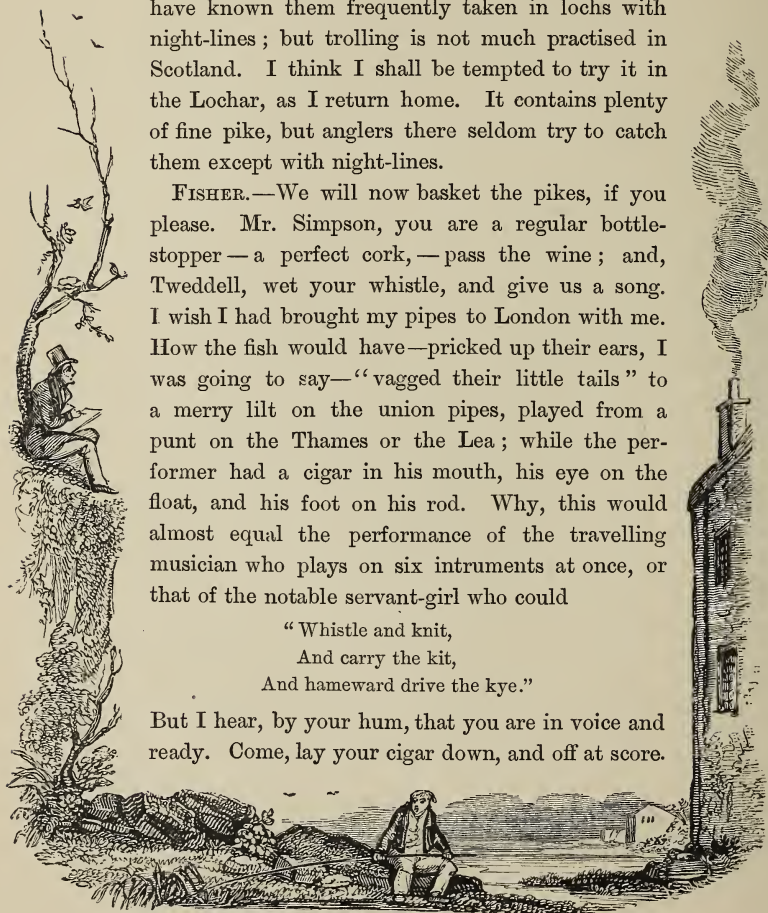 have known them frequently taken in lochs with
night-lines ; but trolling is not much practised in
Scotland. I think I shall be tempted to try it in
the Lochar, as I return home. It contains plenty
of fine pike, but anglers there seldom try to catch
them except with night-lines.
FISHER.—We will now basket the pikes, if you
please. Mr. Simpson, you are a regular bottle-
stopper — a perfect cork, — pass the wine ; and,
Tweddell, wet your whistle, and give us a song.
I wish I had brought my pipes to London with me.
How the fish would have—pricked up their ears, I
was going to say—“vagged their little tails” to
a merry lilt on the union pipes, played from a
punt on the Thames or the Lea ; while the per-
former had a cigar in his mouth, his eye on the
float, and his foot on his rod. Why, this would
almost equal the performance of the travelling
musician who plays on six intruments at once, or
that of the notable servant-girl who could
“ Whistle and knit,
And carry the kit,
And hameward drive the kye.”
But I hear, by your hum, that you are in voice and
ready. Come, lay your cigar down, and off at score.